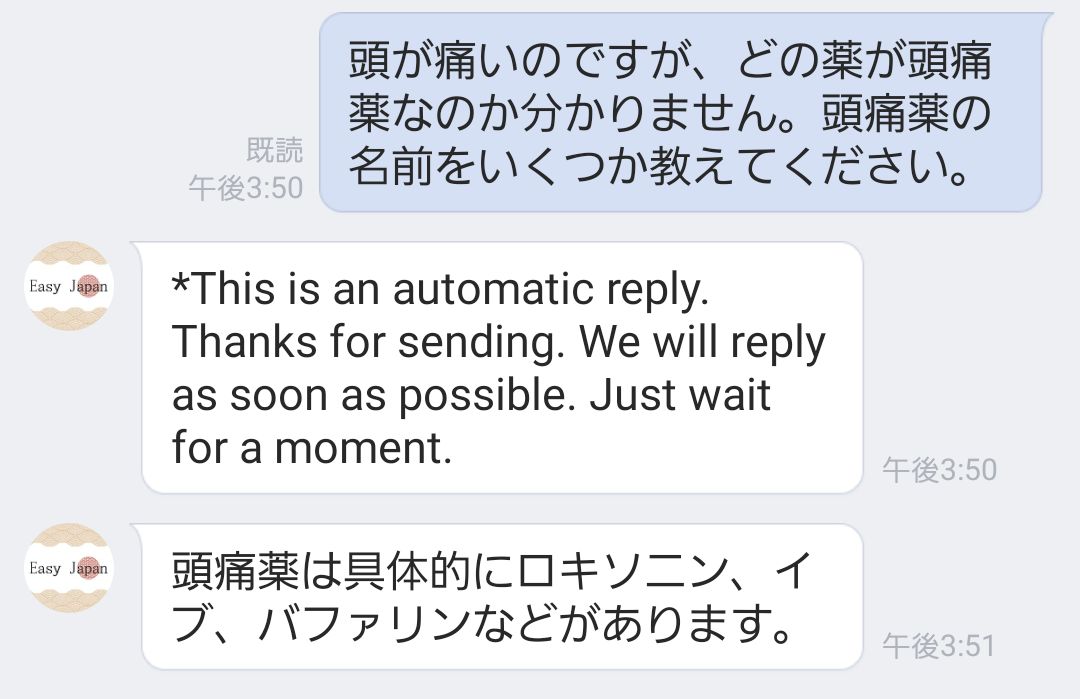 頭が痛いのですが、どの薬が頭痛
薬なのか分かりません。頭痛薬の
名前をいくつか教えてください。
既読
午後3:50
Easy Japan
*This is an automatic reply.
Thanks for sending. We will reply
as soon as possible. Just wait
for a moment.
午後3:50
Easy Japan
頭痛薬は具体的にロキソニン、イ
ブ、バファリンなどがあります。
午後3:51